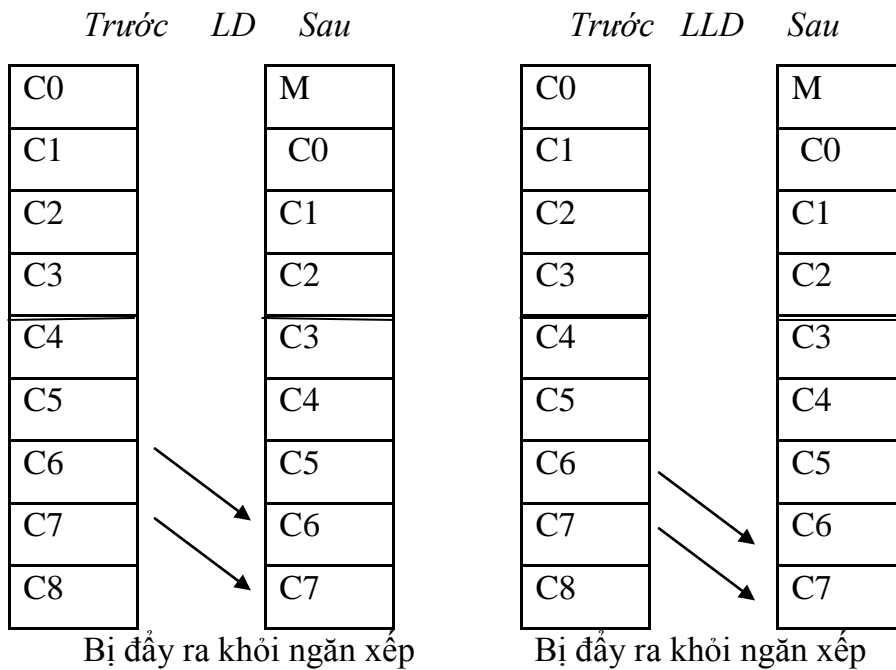 Trước LD Sau Trước LLD Sau
C0 M C0 M
C1 C0 C1 C0
C2 C1 C2 C1
C3 C2 C3 C2
C4 C3 C4 C3
C5 C4 C5 C4
C6 C5 C6 C5
C7 C6 C7 C6
C8 C7 C8 C7
Bị đẩy ra khỏi ngăn xếp Bị đẩy ra khỏi ngăn xếp